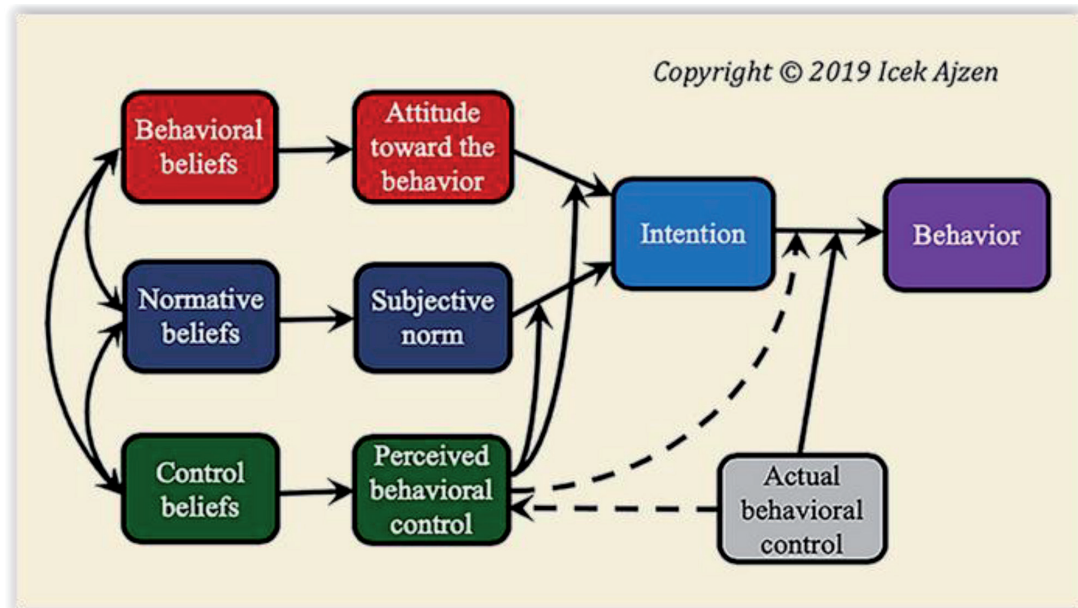 Copyright © 2019 Icek Ajzen
Behavioral
beliefs
Attitude
toward the
behavior
Intention
Behavior
Normative
beliefs
Subjective
norm
Control
beliefs
Perceived
behavioral
control
Actual
behavioral
control